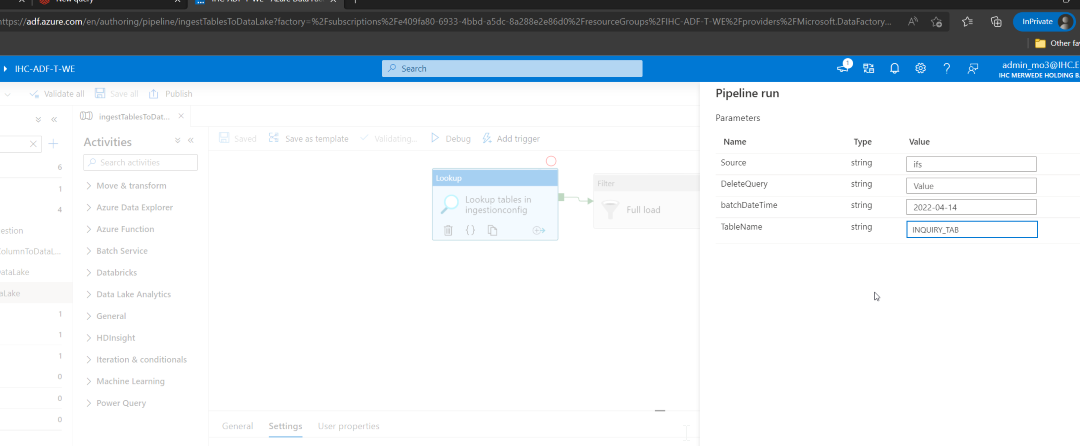 New query
IHC-ADF-T-WE - Azure Data Fa...
https://adf.azure.com/en/authoring/pipeline/ingestTablesToDataLake?factory=%2Fsubscriptions%2Fe409fa80-6933-4bbd-a5dc-8a288e2e86d0%2FresourceGroups%2FIHC-ADF-T-WE%2Fproviders%2FMicrosoft.DataFactory...
InPrivate
Other fa
IHC-ADF-T-WE
Search
1
admin_mo3@IHC.E
IHC MERWEDE HOLDING B.
Validate all
Save all
Publish
ingestTablesToDat...
Activities
Search activities
Move & transform
Azure Data Explorer
Azure Function
Batch Service
Databricks
Data Lake Analytics
General
HDInsight
Iteration & conditionals
Machine Learning
Power Query
6
1
4
estion
ColumnToDataL...
DataLake
aLake
1
1
1
0
0
0
Saved
Save as template
Validating...
Debug
Add trigger
Lookup
Lookup tables in
ingestionconfig
Filter
Full load
General
Settings
User properties
Pipeline run
Parameters
Name Type Value
Source string ifs
DeleteQuery string Value
batchDateTime string 2022-04-14
TableName string INQUIRY_TAB